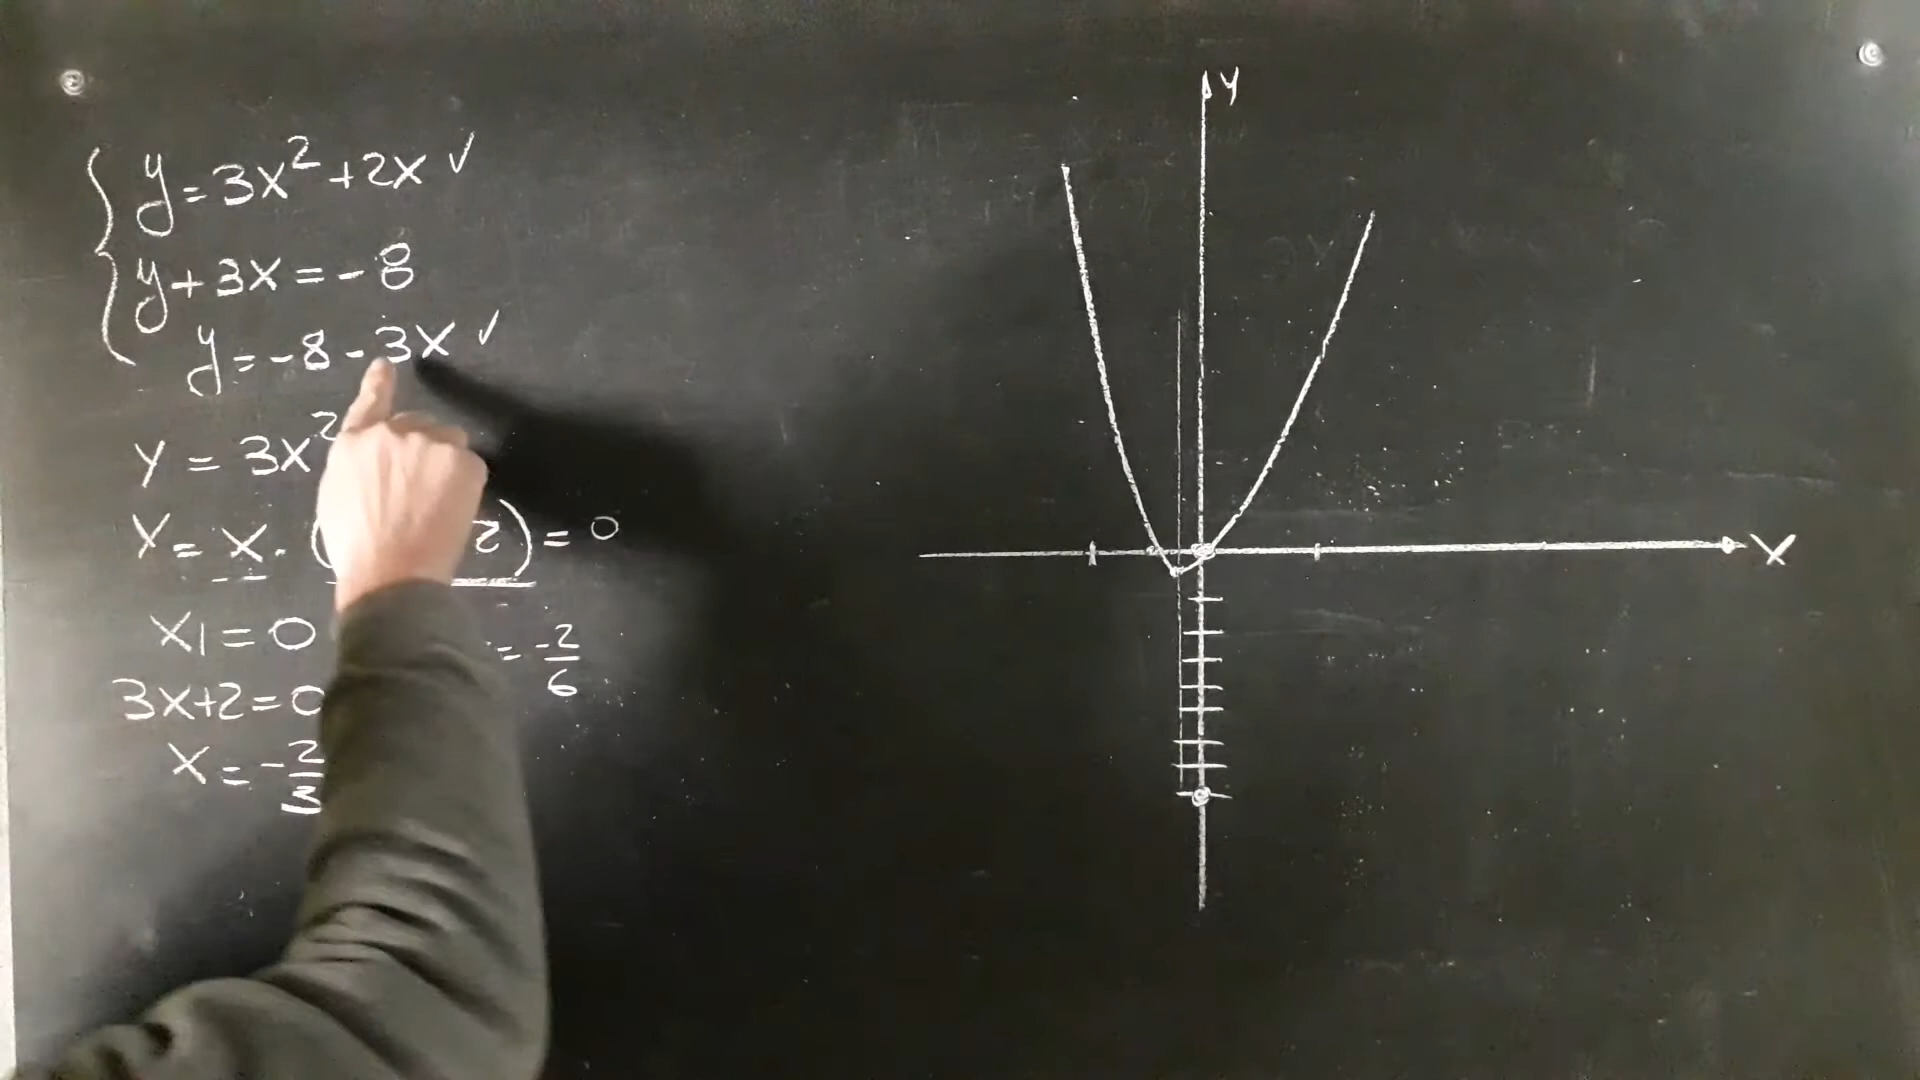 y = 3x² + 2x ✓
y + 3x = -8
y = -8 - 3x ✓
y = 3x²
x = x · ( 2) = 0
x1 = 0
= -2/6
3x+2=0
x = -2/3
y
x